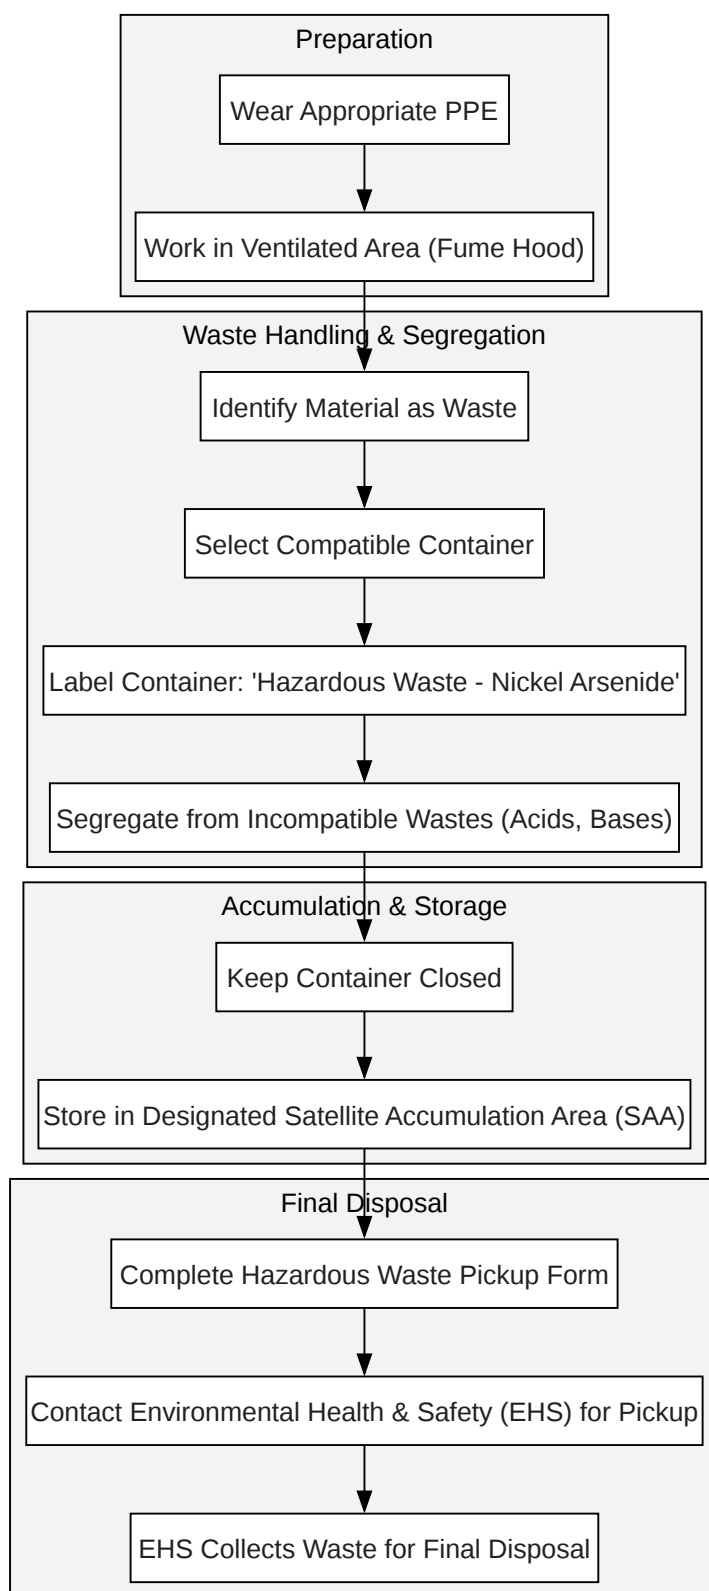 Preparation
Wear Appropriate PPE
Work in Ventilated Area (Fume Hood)
Waste Handling & Segregation
Identify Material as Waste
Select Compatible Container
Label Container: 'Hazardous Waste - Nickel Arsenide'
Segregate from Incompatible Wastes (Acids, Bases)
Accumulation & Storage
Keep Container Closed
Store in Designated Satellite Accumulation Area (SAA)
Final Disposal
Complete Hazardous Waste Pickup Form
Contact Environmental Health & Safety (EHS) for Pickup
EHS Collects Waste for Final Disposal